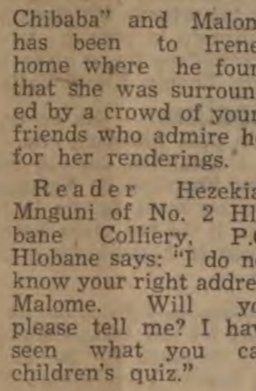 Chibaba" and Malom
has been to Irene
home where he foun
that she was surroun
ed by a crowd of your
friends who admire he
for her renderings.
Reader Hezekia
Mnguni of No. 2 Hl
bane Colliery, P.O
Hlobane says: "I do n
know your right addre
Malome. Will yo
please tell me? I hav
seen what you ca
children's quiz."